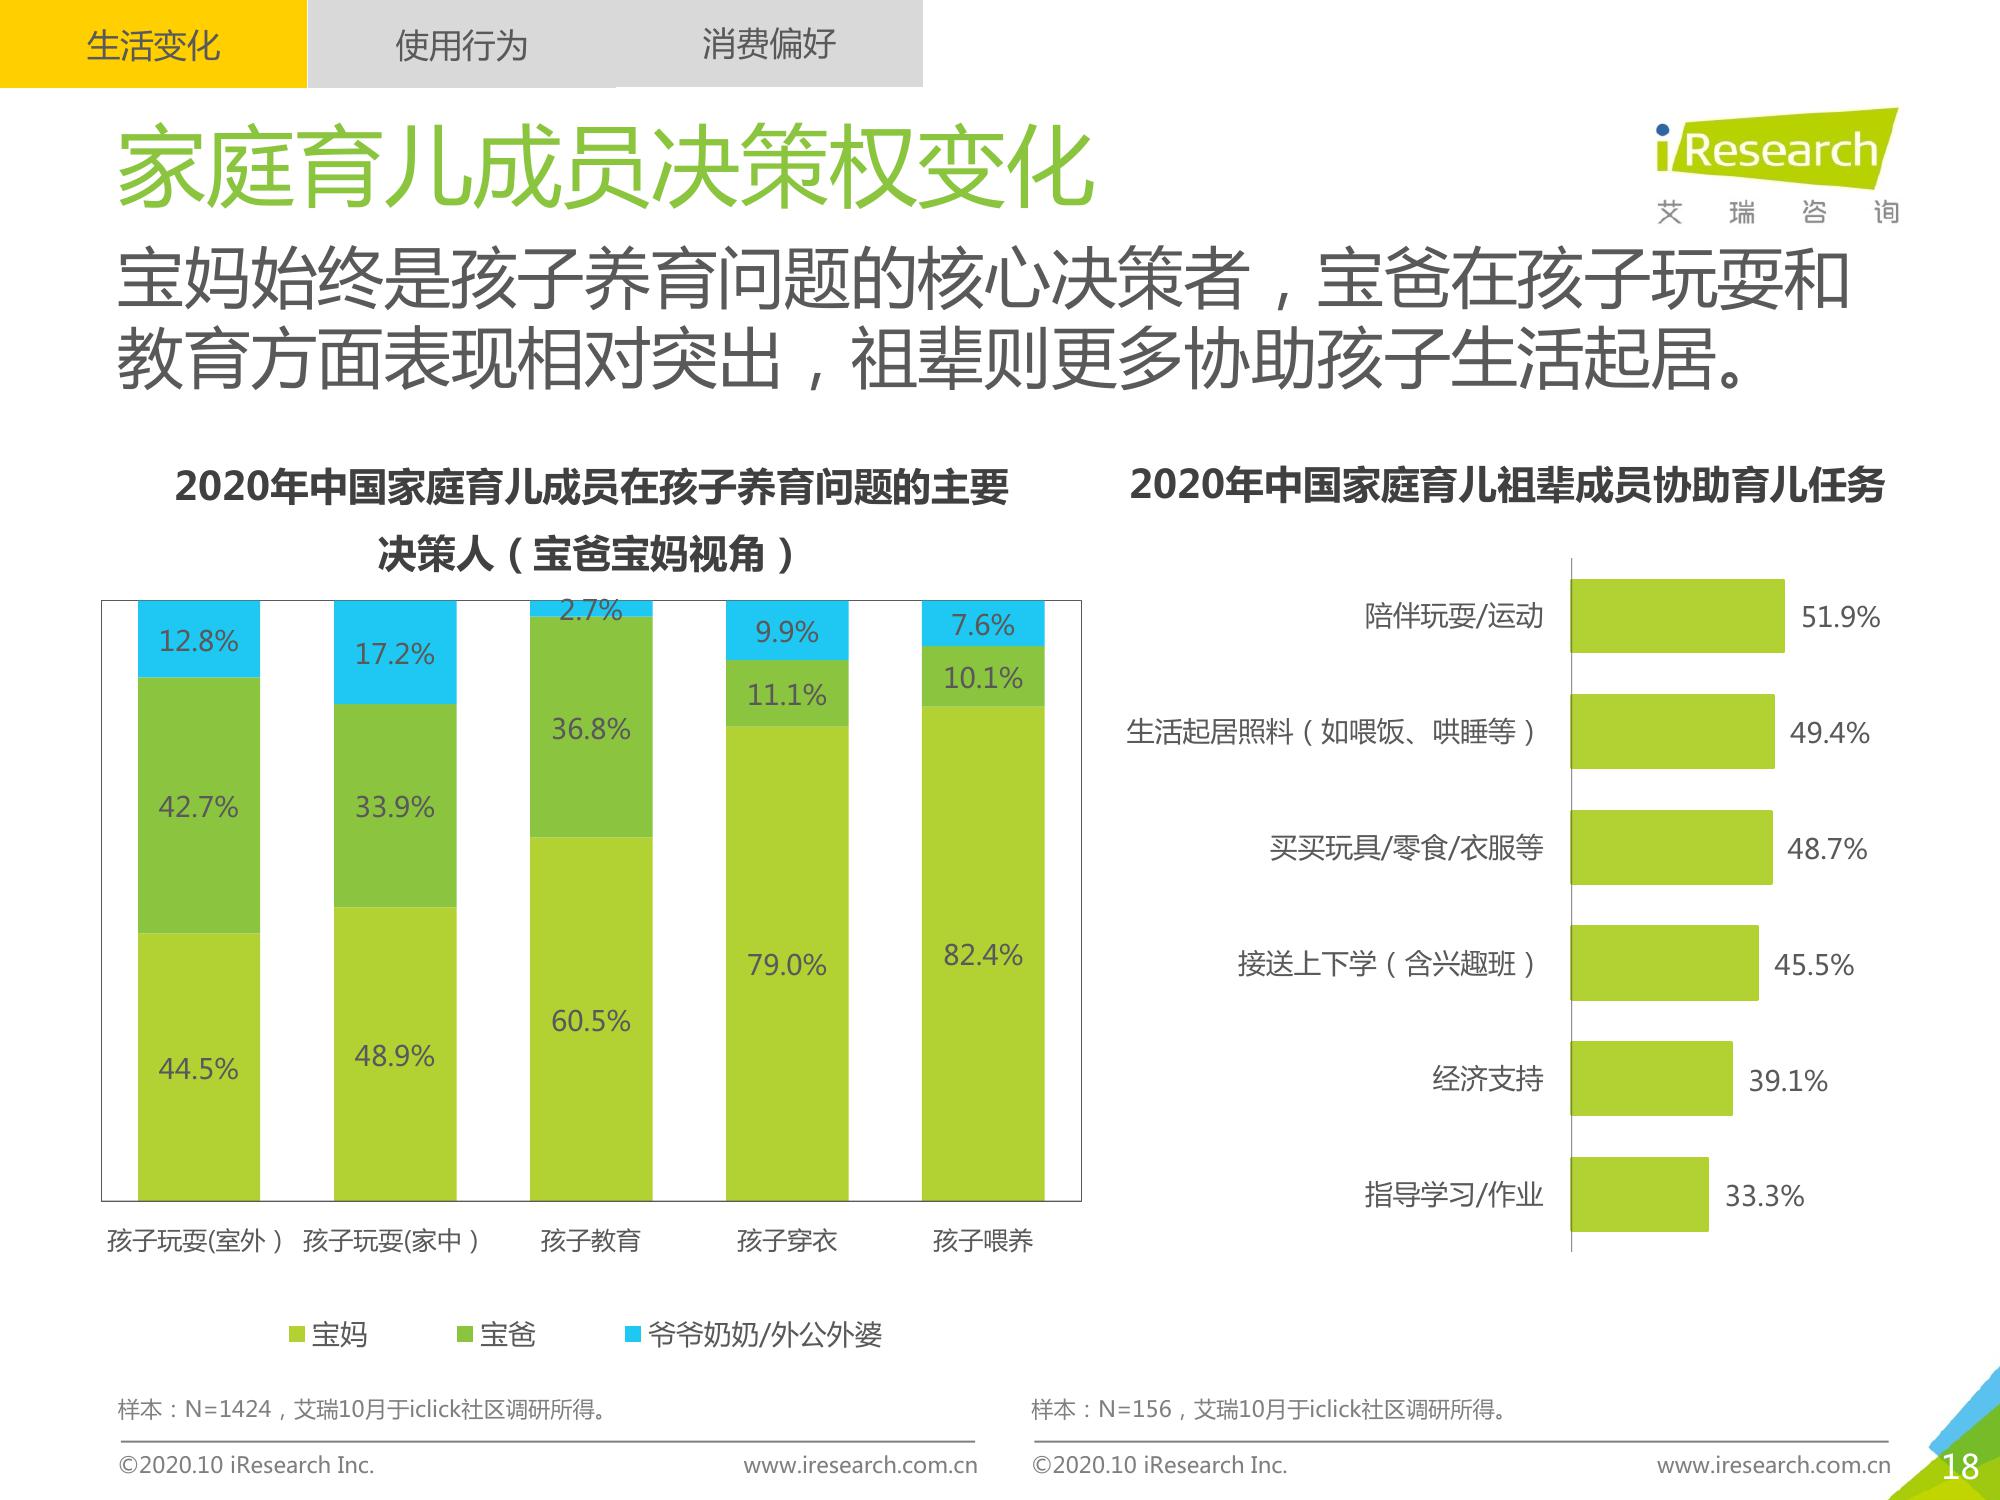 生活变化
使用行为
消费偏好
家庭育儿成员决策权变化
iResearch
艾瑞咨询
宝妈始终是孩子养育问题的核心决策者，宝爸在孩子玩耍和
教育方面表现相对突出，祖辈则更多协助孩子生活起居。
2020年中国家庭育儿成员在孩子养育问题的主要
决策人（宝爸宝妈视角）
12.8%
17.2%
2.7%
9.9%
7.6%
42.7%
33.9%
36.8%
11.1%
10.1%
44.5%
48.9%
60.5%
79.0%
82.4%
孩子玩耍(室外）
孩子玩耍(家中）
孩子教育
孩子穿衣
孩子喂养
宝妈
宝爸
爷爷奶奶/外公外婆
样本：N=1424，艾瑞10月于iclick社区调研所得。
©2020.10 iResearch Inc.
www.iresearch.com.cn
2020年中国家庭育儿祖辈成员协助育儿任务
陪伴玩耍/运动 51.9%
生活起居照料（如喂饭、哄睡等） 49.4%
买买玩具/零食/衣服等 48.7%
接送上下学（含兴趣班） 45.5%
经济支持 39.1%
指导学习/作业 33.3%
样本：N=156，艾瑞10月于iclick社区调研所得。
©2020.10 iResearch Inc.
www.iresearch.com.cn
18